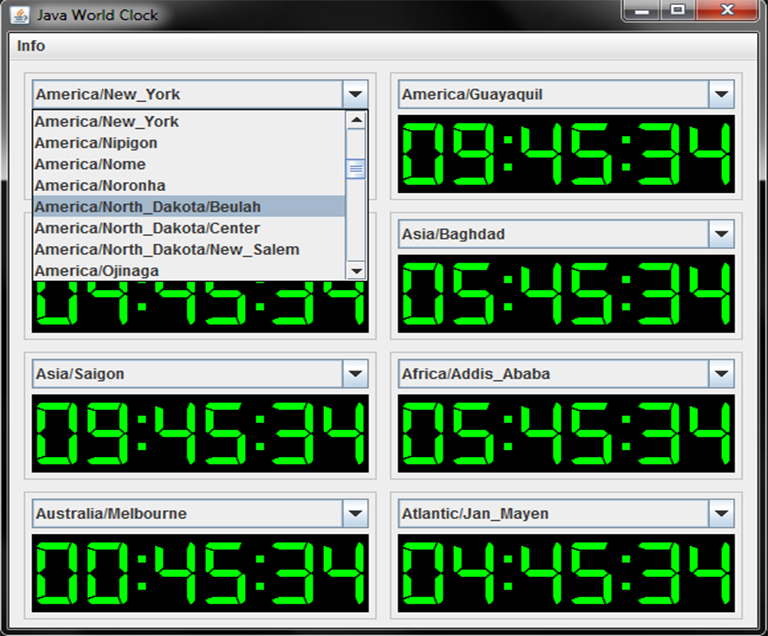 Java World Clock
Info
America/New_York
America/New_York
America/Nipigon
America/Nome
America/Noronha
America/North_Dakota/Beulah
America/North_Dakota/Center
America/North_Dakota/New_Salem
America/Ojinaga
04:45:34
America/Guayaquil
09:45:34
Asia/Baghdad
05:45:34
Asia/Saigon
09:45:34
Africa/Addis_Ababa
05:45:34
Australia/Melbourne
00:45:34
Atlantic/Jan_Mayen
04:45:34